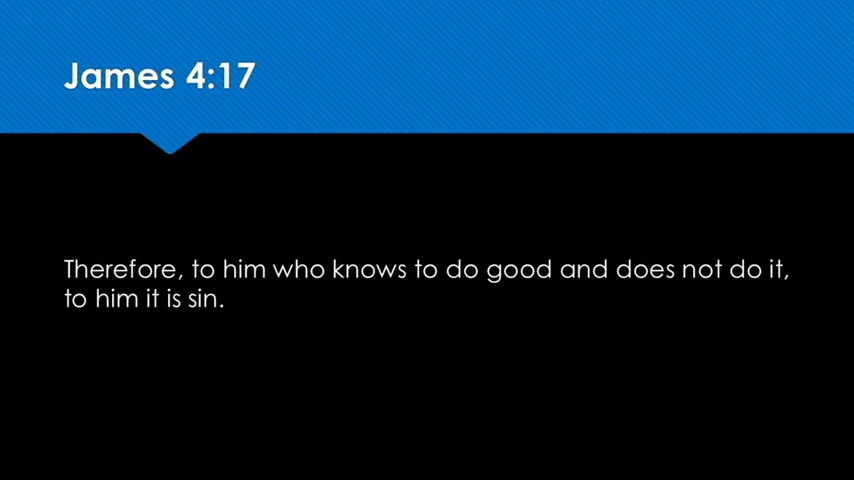 James 4:17
Therefore, to him who knows to do good and does not do it,
to him it is sin.